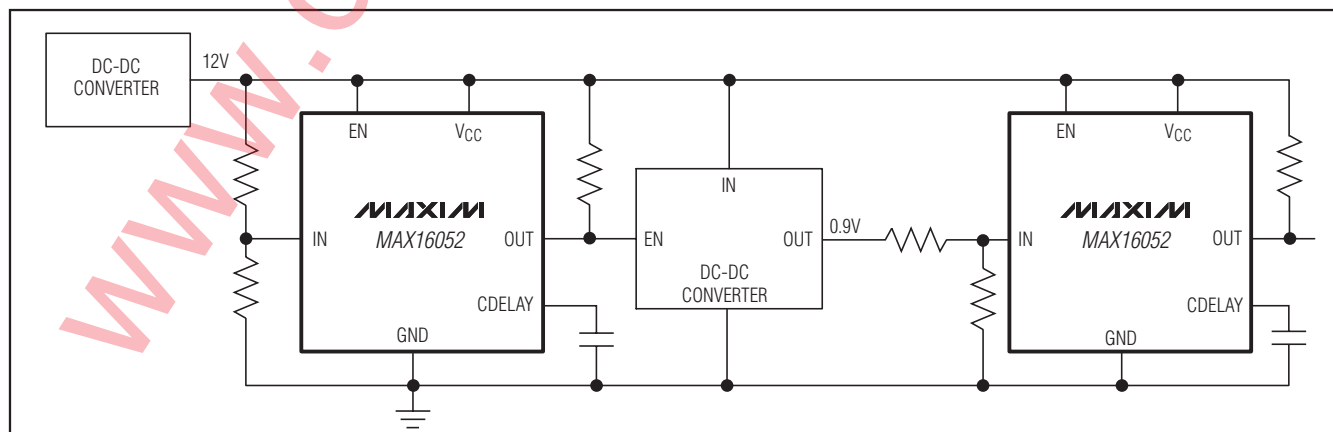 DC-DC
CONVERTER
12V
EN
VCC
IN
MAXIM
MAX16052
OUT
CDELAY
GND
IN
EN
OUT
DC-DC
CONVERTER
0.9V
EN
VCC
IN
MAXIM
MAX16052
OUT
CDELAY
GND
www.